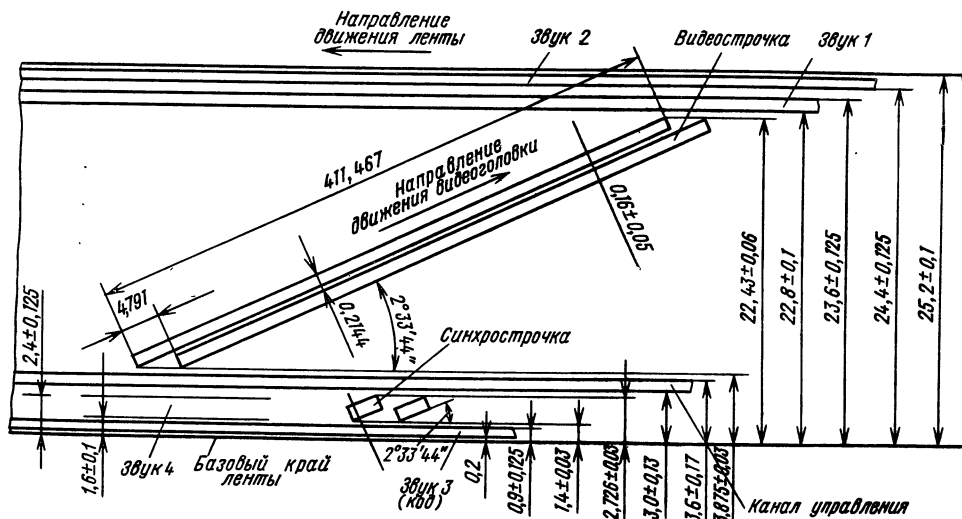 Направление
движения ленты
Звук 2
Видеострочка
Звук 1
411,467
Направление
движения видеоголовки
0,16±0,05
4,791
0,2144
2°33'44"
Синхрострочка
2,4±0,125
22,43±0,06
22,8±0,1
23,6±0,125
24,4±0,125
25,2±0,1
1,6±0,1
Звук 4
Базовый край
ленты
2°33'44"
Звук 3
(код)
0,2
0,9±0,125
1,4±0,03
2,726±0,03
3,0±0,13
3,6±0,17
3,875±0,03
Канал управления